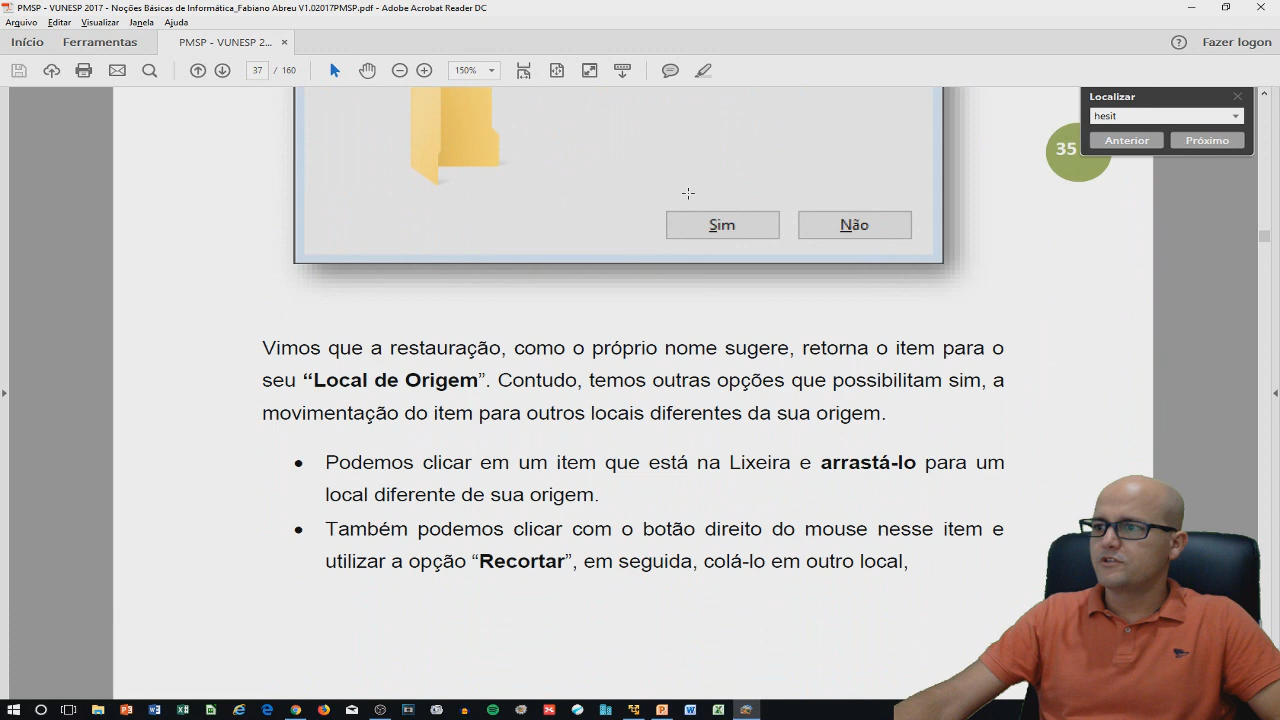 PMSP - VUNESP 2017 - Noções Básicas de Informática_Fabiano Abreu V1.02017PMSP.pdf - Adobe Acrobat Reader DC
Arquivo Editar Visualizar Janela Ajuda
Início Ferramentas PMSP - VUNESP 2... × Fazer logon
37 / 160 150%
Localizar
hesit
Anterior Próximo
35
Sim Não
Vimos que a restauração, como o próprio nome sugere, retorna o item para o
seu “Local de Origem”. Contudo, temos outras opções que possibilitam sim, a
movimentação do item para outros locais diferentes da sua origem.
• Podemos clicar em um item que está na Lixeira e arrastá-lo para um
local diferente de sua origem.
• Também podemos clicar com o botão direito do mouse nesse item e
utilizar a opção “Recortar”, em seguida, colá-lo em outro local,